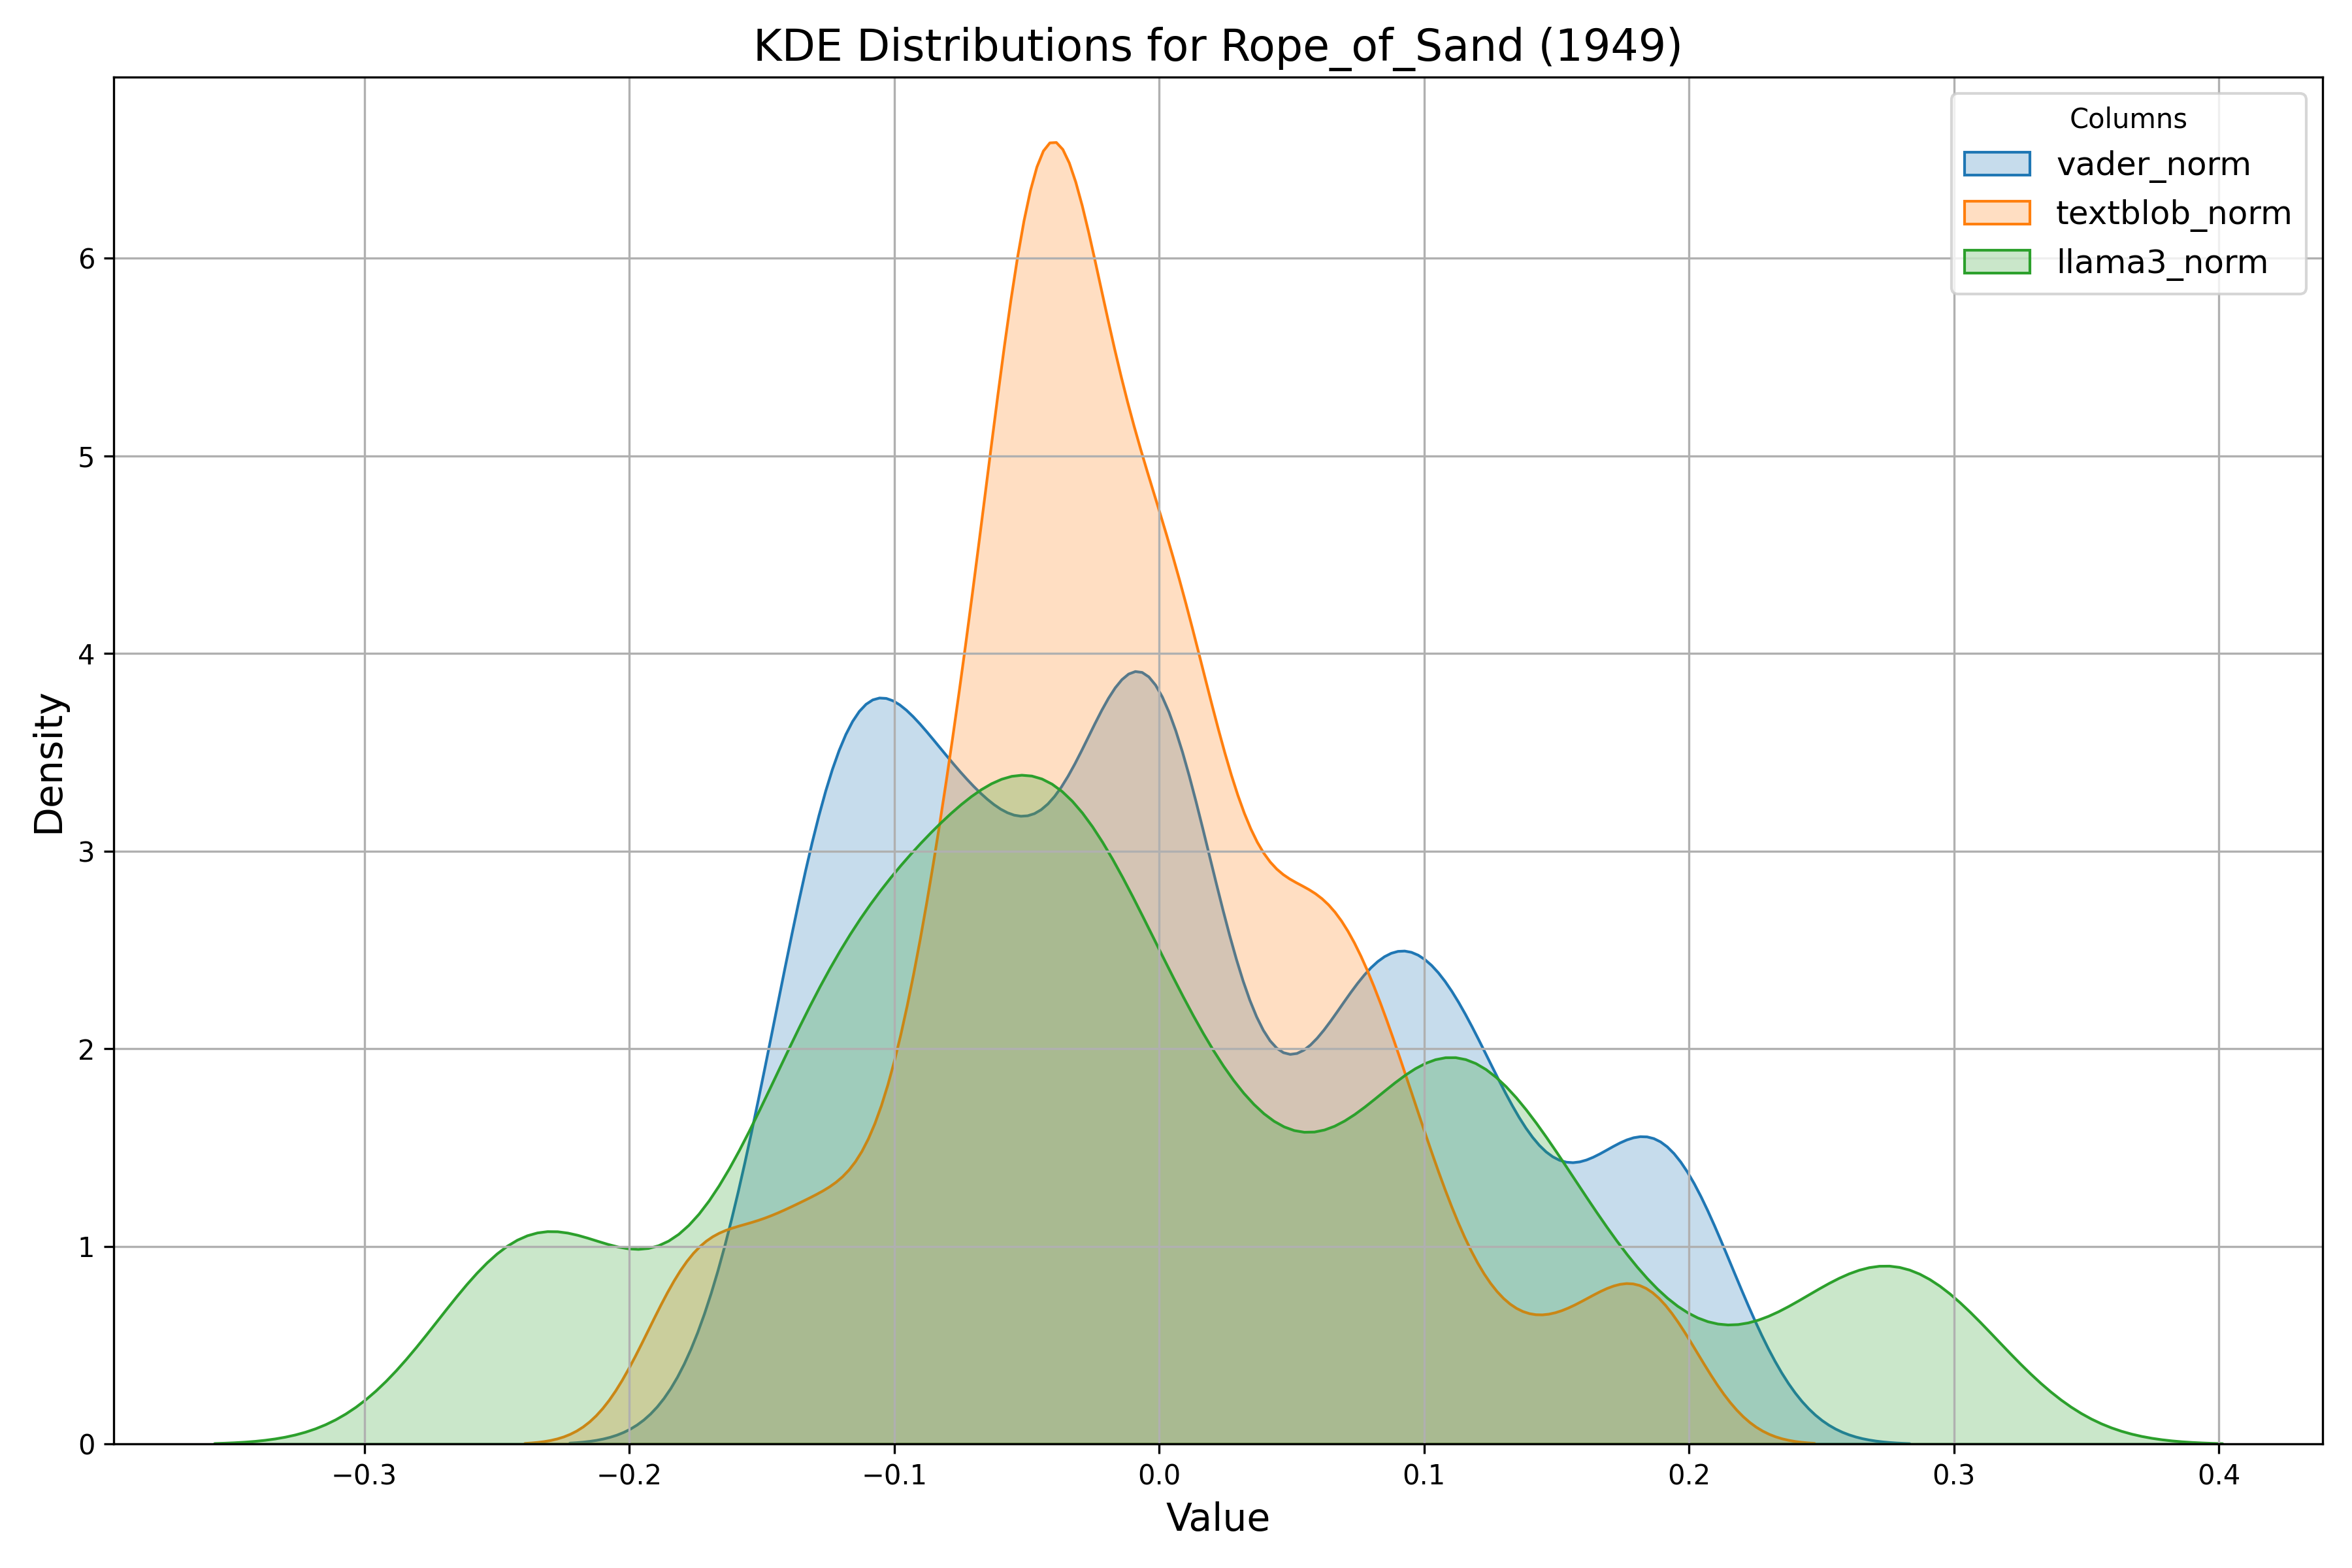 KDE Distributions for Rope_of_Sand (1949)
Columns
vader_norm
textblob_norm
llama3_norm
Density
6
5
4
3
2
1
0
−0.3 −0.2 −0.1 0.0 0.1 0.2 0.3 0.4
Value